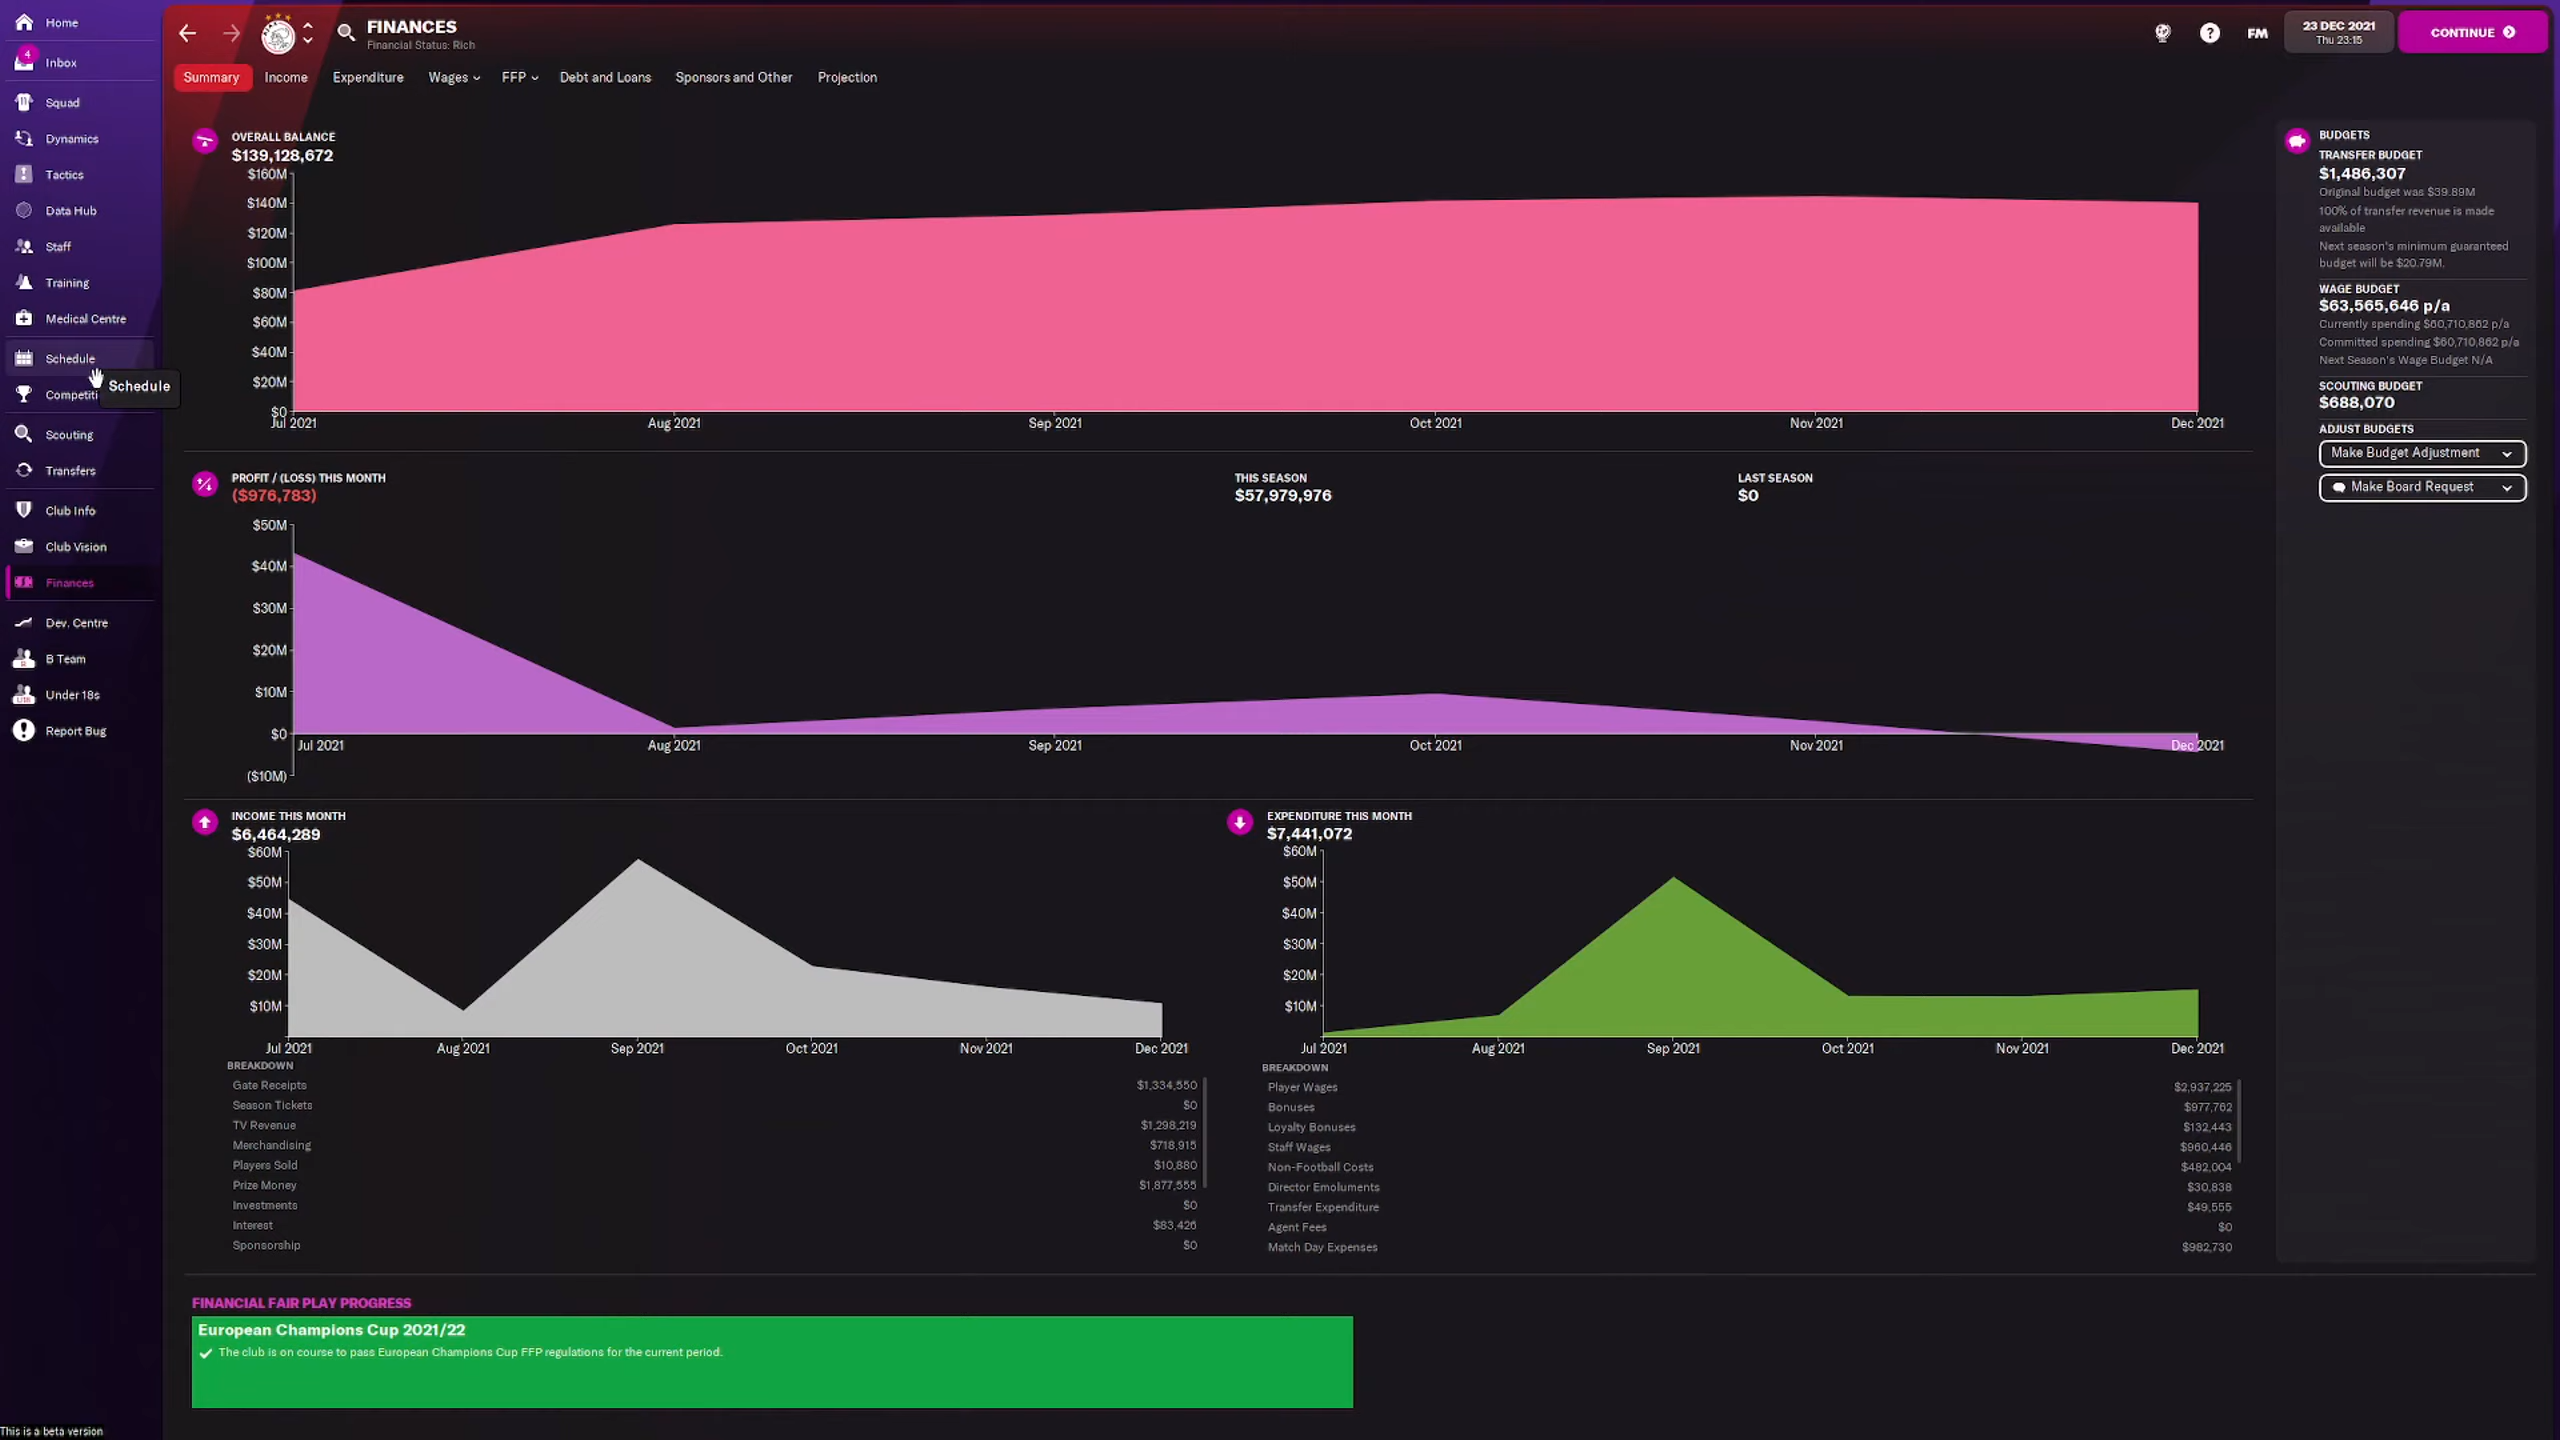 Home
4
Inbox
Squad
Dynamics
Tactics
Data Hub
Staff
Training
Medical Centre
Schedule
Schedule
Competiti
Scouting
Transfers
Club Info
Club Vision
Finances
Dev. Centre
B Team
Under 18s
Report Bug
This is a beta version
FINANCES
Financial Status: Rich
FM
23 DEC 2021
Thu 23:15
CONTINUE
Summary
Income
Expenditure
Wages
FFP
Debt and Loans
Sponsors and Other
Projection
OVERALL BALANCE
$139,128,672
$160M
$140M
$120M
$100M
$80M
$60M
$40M
$20M
$0
Jul 2021
Aug 2021
Sep 2021
Oct 2021
Nov 2021
Dec 2021
PROFIT / (LOSS) THIS MONTH
($976,783)
THIS SEASON
$57,979,976
LAST SEASON
$0
$50M
$40M
$30M
$20M
$10M
$0
($10M)
Jul 2021
Aug 2021
Sep 2021
Oct 2021
Nov 2021
Dec 2021
INCOME THIS MONTH
$6,464,289
$60M
$50M
$40M
$30M
$20M
$10M
Jul 2021
Aug 2021
Sep 2021
Oct 2021
Nov 2021
Dec 2021
BREAKDOWN
Gate Receipts $1,334,550
Season Tickets $0
TV Revenue $1,298,219
Merchandising $718,915
Players Sold $10,880
Prize Money $1,877,555
Investments $0
Interest $83,426
Sponsorship $0
EXPENDITURE THIS MONTH
$7,441,072
$60M
$50M
$40M
$30M
$20M
$10M
Jul 2021
Aug 2021
Sep 2021
Oct 2021
Nov 2021
Dec 2021
BREAKDOWN
Player Wages $2,937,225
Bonuses $977,762
Loyalty Bonuses $132,443
Staff Wages $960,446
Non-Football Costs $482,004
Director Emoluments $30,838
Transfer Expenditure $49,555
Agent Fees $0
Match Day Expenses $982,730
FINANCIAL FAIR PLAY PROGRESS
European Champions Cup 2021/22
The club is on course to pass European Champions Cup FFP regulations for the current period.
BUDGETS
TRANSFER BUDGET
$1,486,307
Original budget was $39.89M
100% of transfer revenue is made
available
Next season's minimum guaranteed
budget will be $20.79M.
WAGE BUDGET
$63,565,646 p/a
Currently spending $60,710,862 p/a
Committed spending $60,710,862 p/a
Next Season's Wage Budget N/A
SCOUTING BUDGET
$688,070
ADJUST BUDGETS
Make Budget Adjustment
Make Board Request